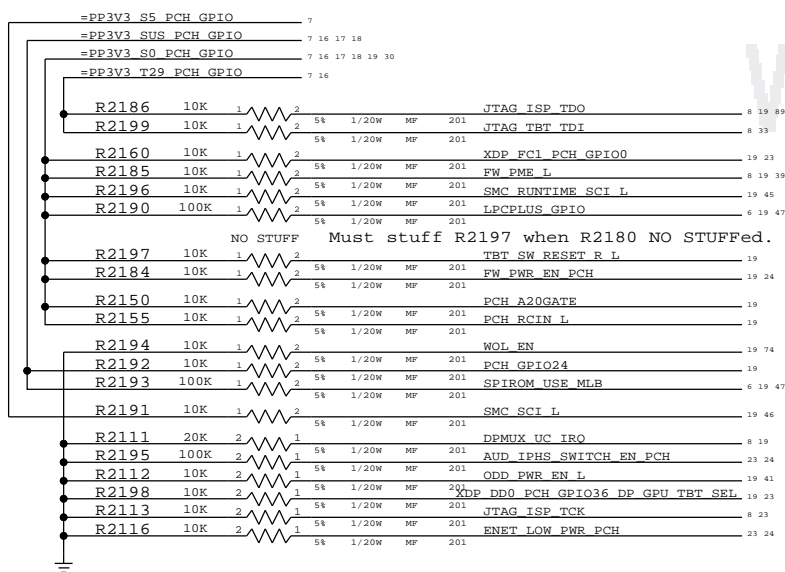 =PP3V3_S5_PCH_GPIO 7
=PP3V3_SUS_PCH_GPIO 7 16 17 18
=PP3V3_S0_PCH_GPIO 7 16 17 18 19 30
=PP3V3_T29_PCH_GPIO 7 16
R2186 10K 1 2 5% 1/20W MF 201 JTAG_ISP_TDO 8 19 89
R2199 10K 1 2 5% 1/20W MF 201 JTAG_TBT_TDI 8 33
R2160 10K 1 2 5% 1/20W MF 201 XDP_FC1_PCH_GPIO0 19 23
R2185 10K 1 2 5% 1/20W MF 201 FW_PME_L 8 19 39
R2196 10K 1 2 5% 1/20W MF 201 SMC_RUNTIME_SCI_L 19 45
R2190 100K 1 2 5% 1/20W MF 201 LPCPLUS_GPIO 6 19 47
NO STUFF Must stuff R2197 when R2180 NO STUFFed.
R2197 10K 1 2 5% 1/20W MF 201 TBT_SW_RESET_R_L 19
R2184 10K 1 2 5% 1/20W MF 201 FW_PWR_EN_PCH 19 24
R2150 10K 1 2 5% 1/20W MF 201 PCH_A20GATE 19
R2155 10K 1 2 5% 1/20W MF 201 PCH_RCIN_L 19
R2194 10K 1 2 5% 1/20W MF 201 WOL_EN 19 74
R2192 10K 1 2 5% 1/20W MF 201 PCH_GPIO24 19
R2193 100K 1 2 5% 1/20W MF 201 SPIROM_USE_MLB 6 19 47
R2191 10K 1 2 5% 1/20W MF 201 SMC_SCI_L 19 46
R2111 20K 2 1 5% 1/20W MF 201 DPMUX_UC_IRQ 8 19
R2195 100K 2 1 5% 1/20W MF 201 AUD_IPHS_SWITCH_EN_PCH 23 24
R2112 10K 2 1 5% 1/20W MF 201 ODD_PWR_EN_L 19 41
R2198 10K 2 1 5% 1/20W MF 201 XDP_DD0_PCH_GPIO36_DP_GPU_TBT_SEL 19 23
R2113 10K 2 1 5% 1/20W MF 201 JTAG_ISP_TCK 8 23
R2116 10K 2 1 5% 1/20W MF 201 ENET_LOW_PWR_PCH 23 24